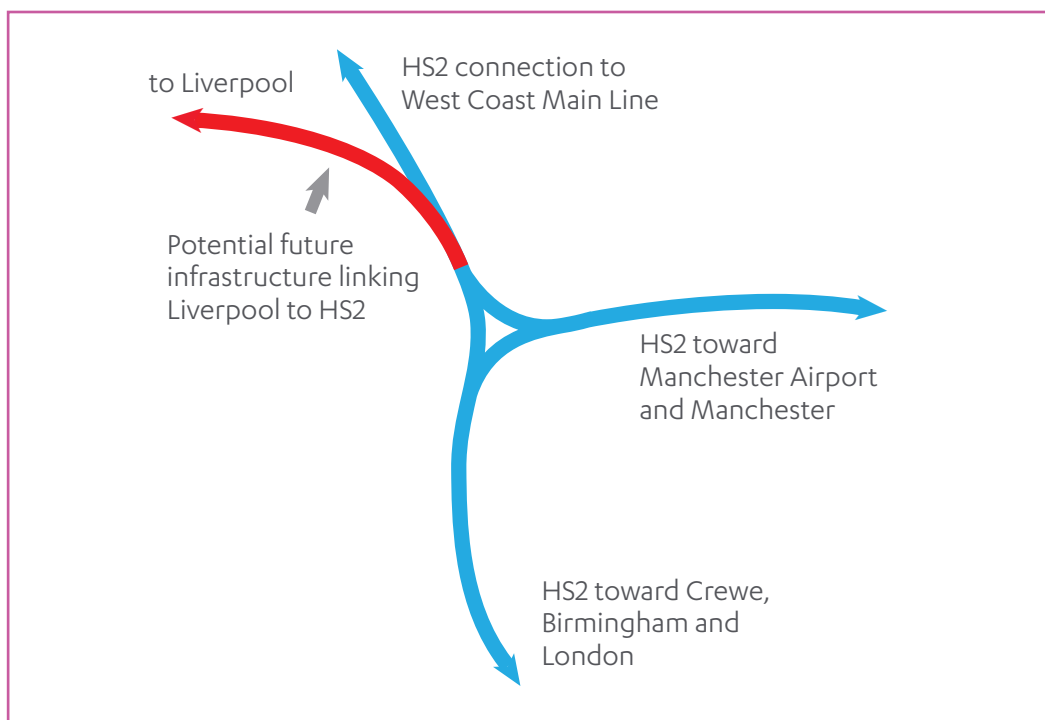 to Liverpool
HS2 connection to
West Coast Main Line
Potential future
infrastructure linking
Liverpool to HS2
HS2 toward
Manchester Airport
and Manchester
HS2 toward Crewe,
Birmingham and
London